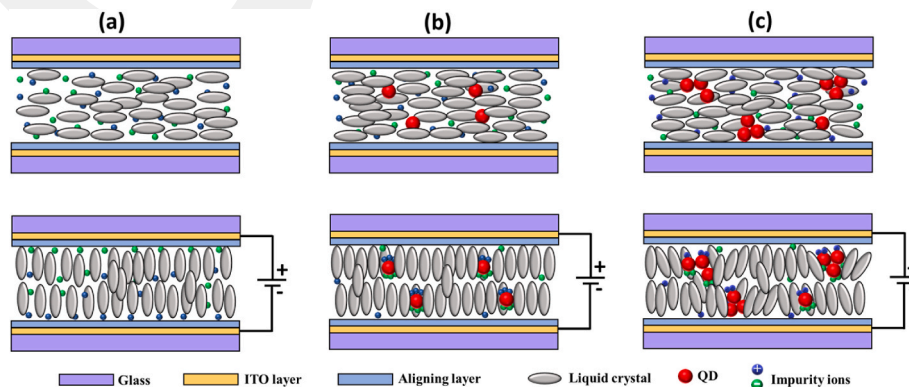 (a) (b) (c)
+ + +
- - -
Glass ITO layer Aligning layer Liquid crystal QD + - Impurity ions